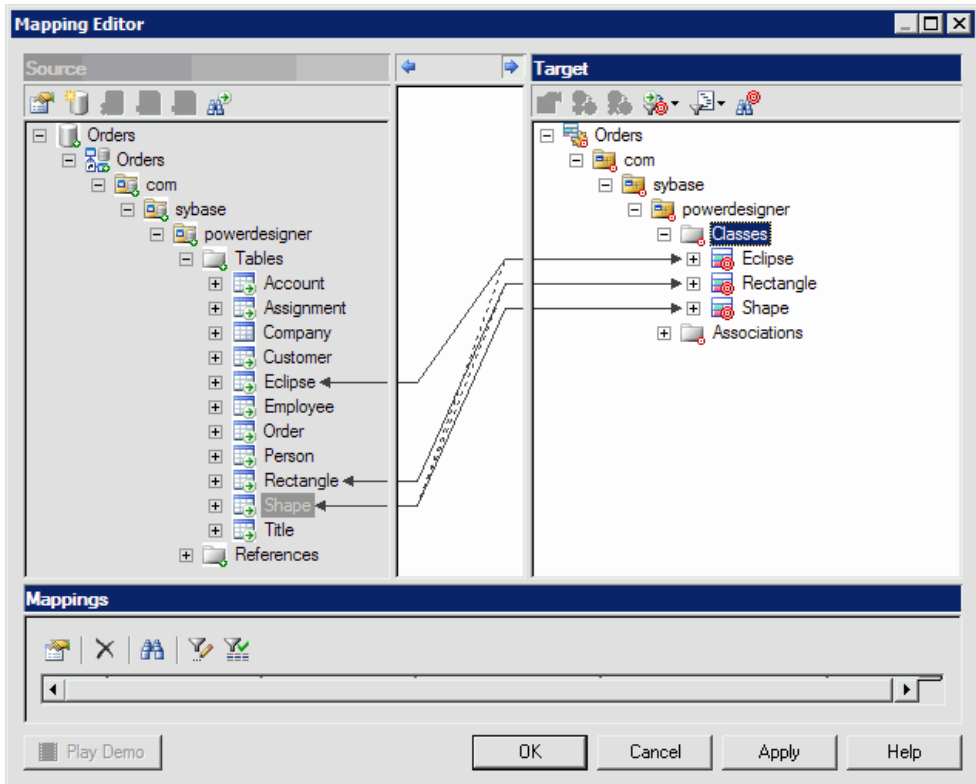 Mapping Editor
Source
Target
Orders
Orders
com
sybase
powerdesigner
Tables
Account
Assignment
Company
Customer
Eclipse
Employee
Order
Person
Rectangle
Shape
Title
References
Orders
com
sybase
powerdesigner
Classes
Eclipse
Rectangle
Shape
Associations
Mappings
Play Demo
OK
Cancel
Apply
Help